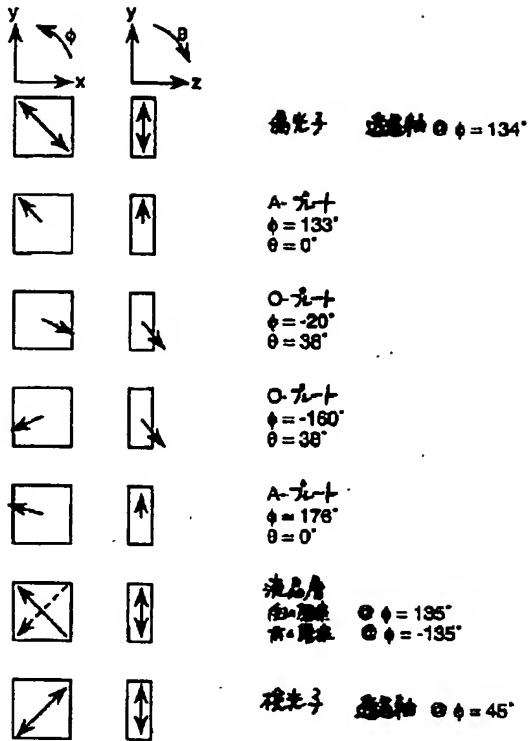 y φ
x
y θ
z
偏光子 透過軸 @ φ = 134°
A-プレート
φ = 133°
θ = 0°
O-プレート
φ = -20°
θ = 38°
O-プレート
φ = -160°
θ = 38°
A-プレート
φ = 176°
θ = 0°
液晶層
@ φ = 135°
@ φ = -135°
検光子 透過軸 @ φ = 45°